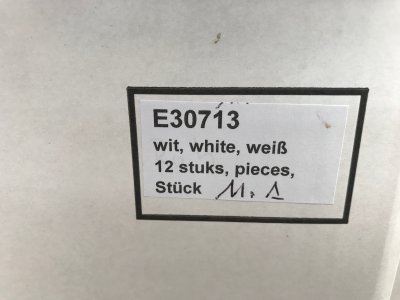 E30713
wit, white, weiß
12 stuks, pieces,
Stück